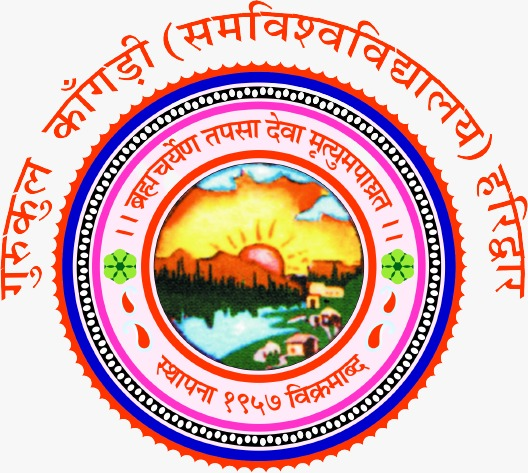 गुरुकुल काँगड़ी (समविश्वविद्यालय) हरिद्वार
।। ब्रह्मचर्येण तपसा देवा मृत्युमपाघ्नत ।।
स्थापना १९५७ विक्रमाब्द